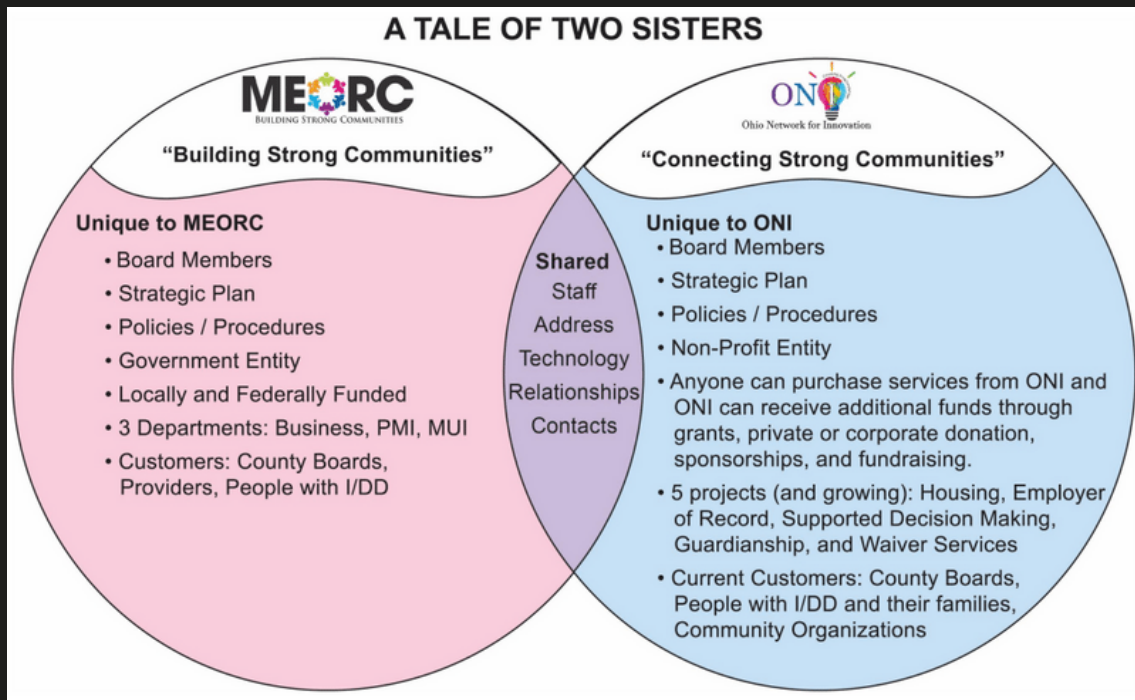 A TALE OF TWO SISTERS
MEORC
BUILDING STRONG COMMUNITIES
"Building Strong Communities"
Unique to MEORC
• Board Members
• Strategic Plan
• Policies / Procedures
• Government Entity
• Locally and Federally Funded
• 3 Departments: Business, PMI, MUI
• Customers: County Boards,
Providers, People with I/DD
Shared
Staff
Address
Technology
Relationships
Contacts
ONI
Ohio Network for Innovation
"Connecting Strong Communities"
Unique to ONI
• Board Members
• Strategic Plan
• Policies / Procedures
• Non-Profit Entity
• Anyone can purchase services from ONI and
ONI can receive additional funds through
grants, private or corporate donation,
sponsorships, and fundraising.
• 5 projects (and growing): Housing, Employer
of Record, Supported Decision Making,
Guardianship, and Waiver Services
• Current Customers: County Boards,
People with I/DD and their families,
Community Organizations